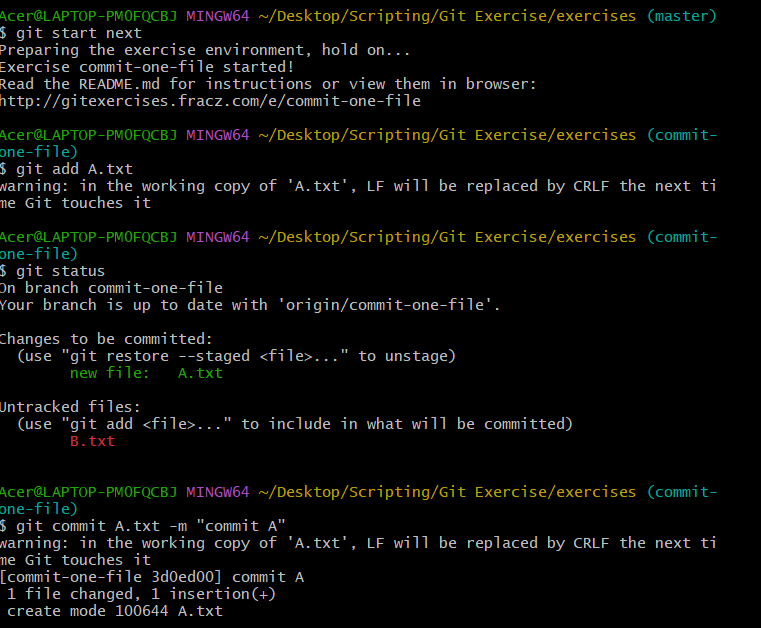 Acer@LAPTOP-PM0FQCBJ MINGW64 ~/Desktop/Scripting/Git Exercise/exercises (master)
$ git start next
Preparing the exercise environment, hold on...
Exercise commit-one-file started!
Read the README.md for instructions or view them in browser:
http://gitexercises.fracz.com/e/commit-one-file
Acer@LAPTOP-PM0FQCBJ MINGW64 ~/Desktop/Scripting/Git Exercise/exercises (commit-
one-file)
$ git add A.txt
warning: in the working copy of 'A.txt', LF will be replaced by CRLF the next ti
me Git touches it
Acer@LAPTOP-PM0FQCBJ MINGW64 ~/Desktop/Scripting/Git Exercise/exercises (commit-
one-file)
$ git status
On branch commit-one-file
Your branch is up to date with 'origin/commit-one-file'.
Changes to be committed:
  (use "git restore --staged <file>..." to unstage)
        new file:   A.txt
Untracked files:
  (use "git add <file>..." to include in what will be committed)
        B.txt
Acer@LAPTOP-PM0FQCBJ MINGW64 ~/Desktop/Scripting/Git Exercise/exercises (commit-
one-file)
$ git commit A.txt -m "commit A"
warning: in the working copy of 'A.txt', LF will be replaced by CRLF the next ti
me Git touches it
[commit-one-file 3d0ed00] commit A
 1 file changed, 1 insertion(+)
 create mode 100644 A.txt